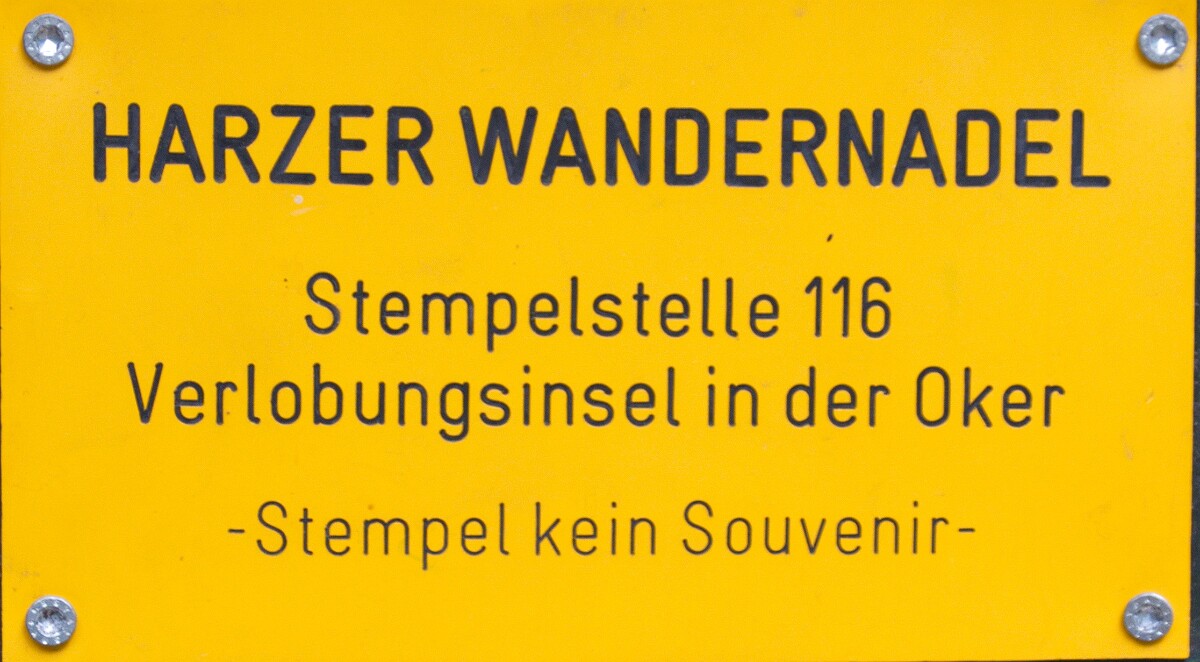 HARZER WANDERNADEL
Stempelstelle 116
Verlobungsinsel in der Oker
-Stempel kein Souvenir-